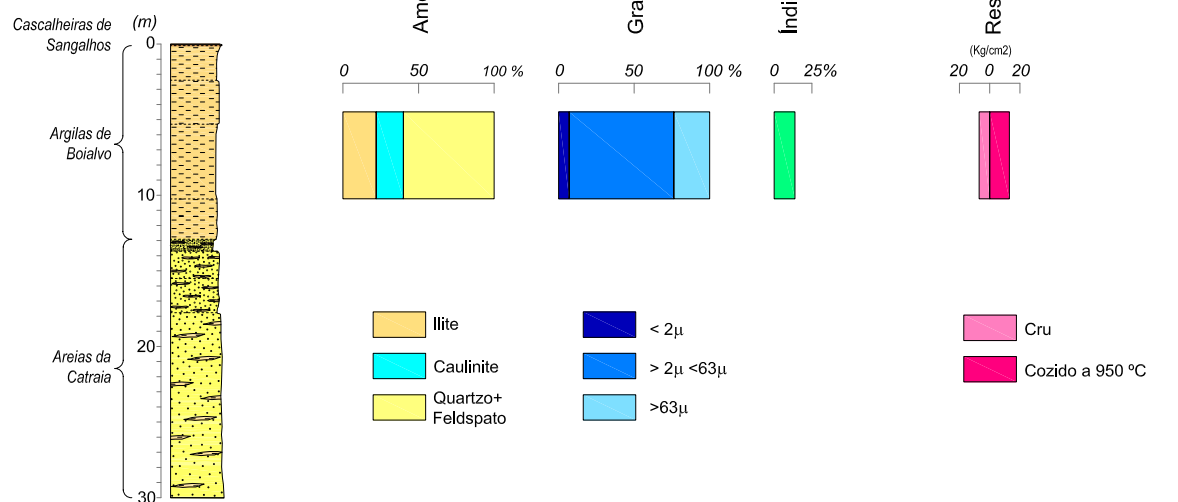 Cascalheiras de
Sangalhos
(m)
0
Argilas de
Boialvo
10
Areias da
Catraia
20
30
0 50 100 %
0 50 100 %
0 25%
(Kg/cm2)
20 0 20
Ilite
Caulinite
Quartzo+
Feldspato
< 2μ
> 2μ <63μ
>63μ
Cru
Cozido a 950 ºC